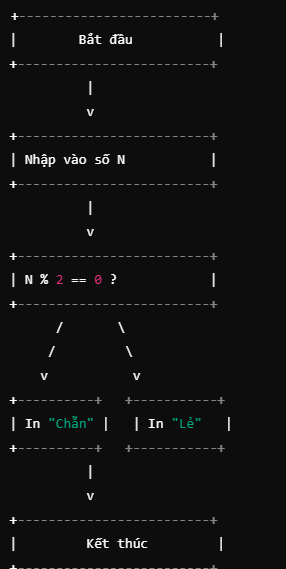 +-------------------------+
|        Bắt đầu           |
+-------------------------+
          |
          v
+-------------------------+
| Nhập vào số N           |
+-------------------------+
          |
          v
+-------------------------+
| N % 2 == 0 ?            |
+-------------------------+
      /       \
     /         \
    v           v
+----------+   +-----------+
| In "Chẵn" |   | In "Lẻ"   |
+----------+   +-----------+
          |
          v
+-------------------------+
|         Kết thúc         |
+-------------------------+